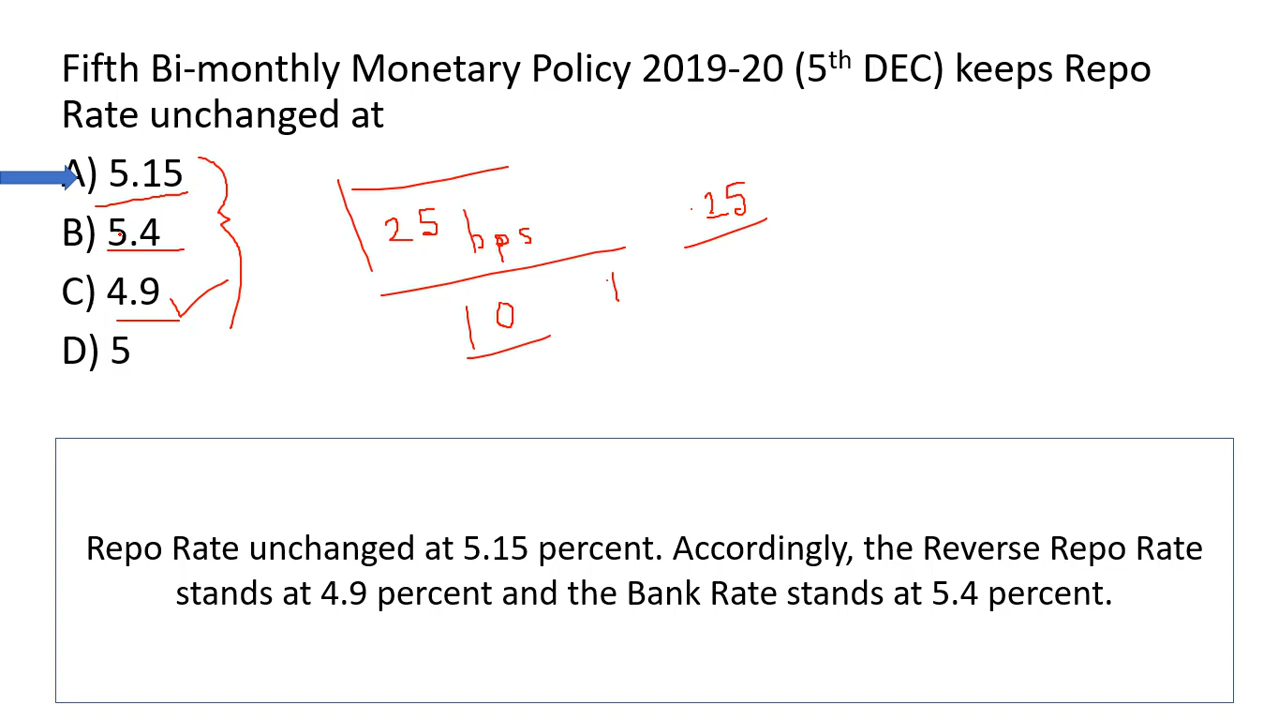 Fifth Bi-monthly Monetary Policy 2019-20 (5th DEC) keeps Repo
Rate unchanged at
A) 5.15
B) 5.4
C) 4.9
D) 5
25 bps
.25
10
.1
Repo Rate unchanged at 5.15 percent. Accordingly, the Reverse Repo Rate
stands at 4.9 percent and the Bank Rate stands at 5.4 percent.